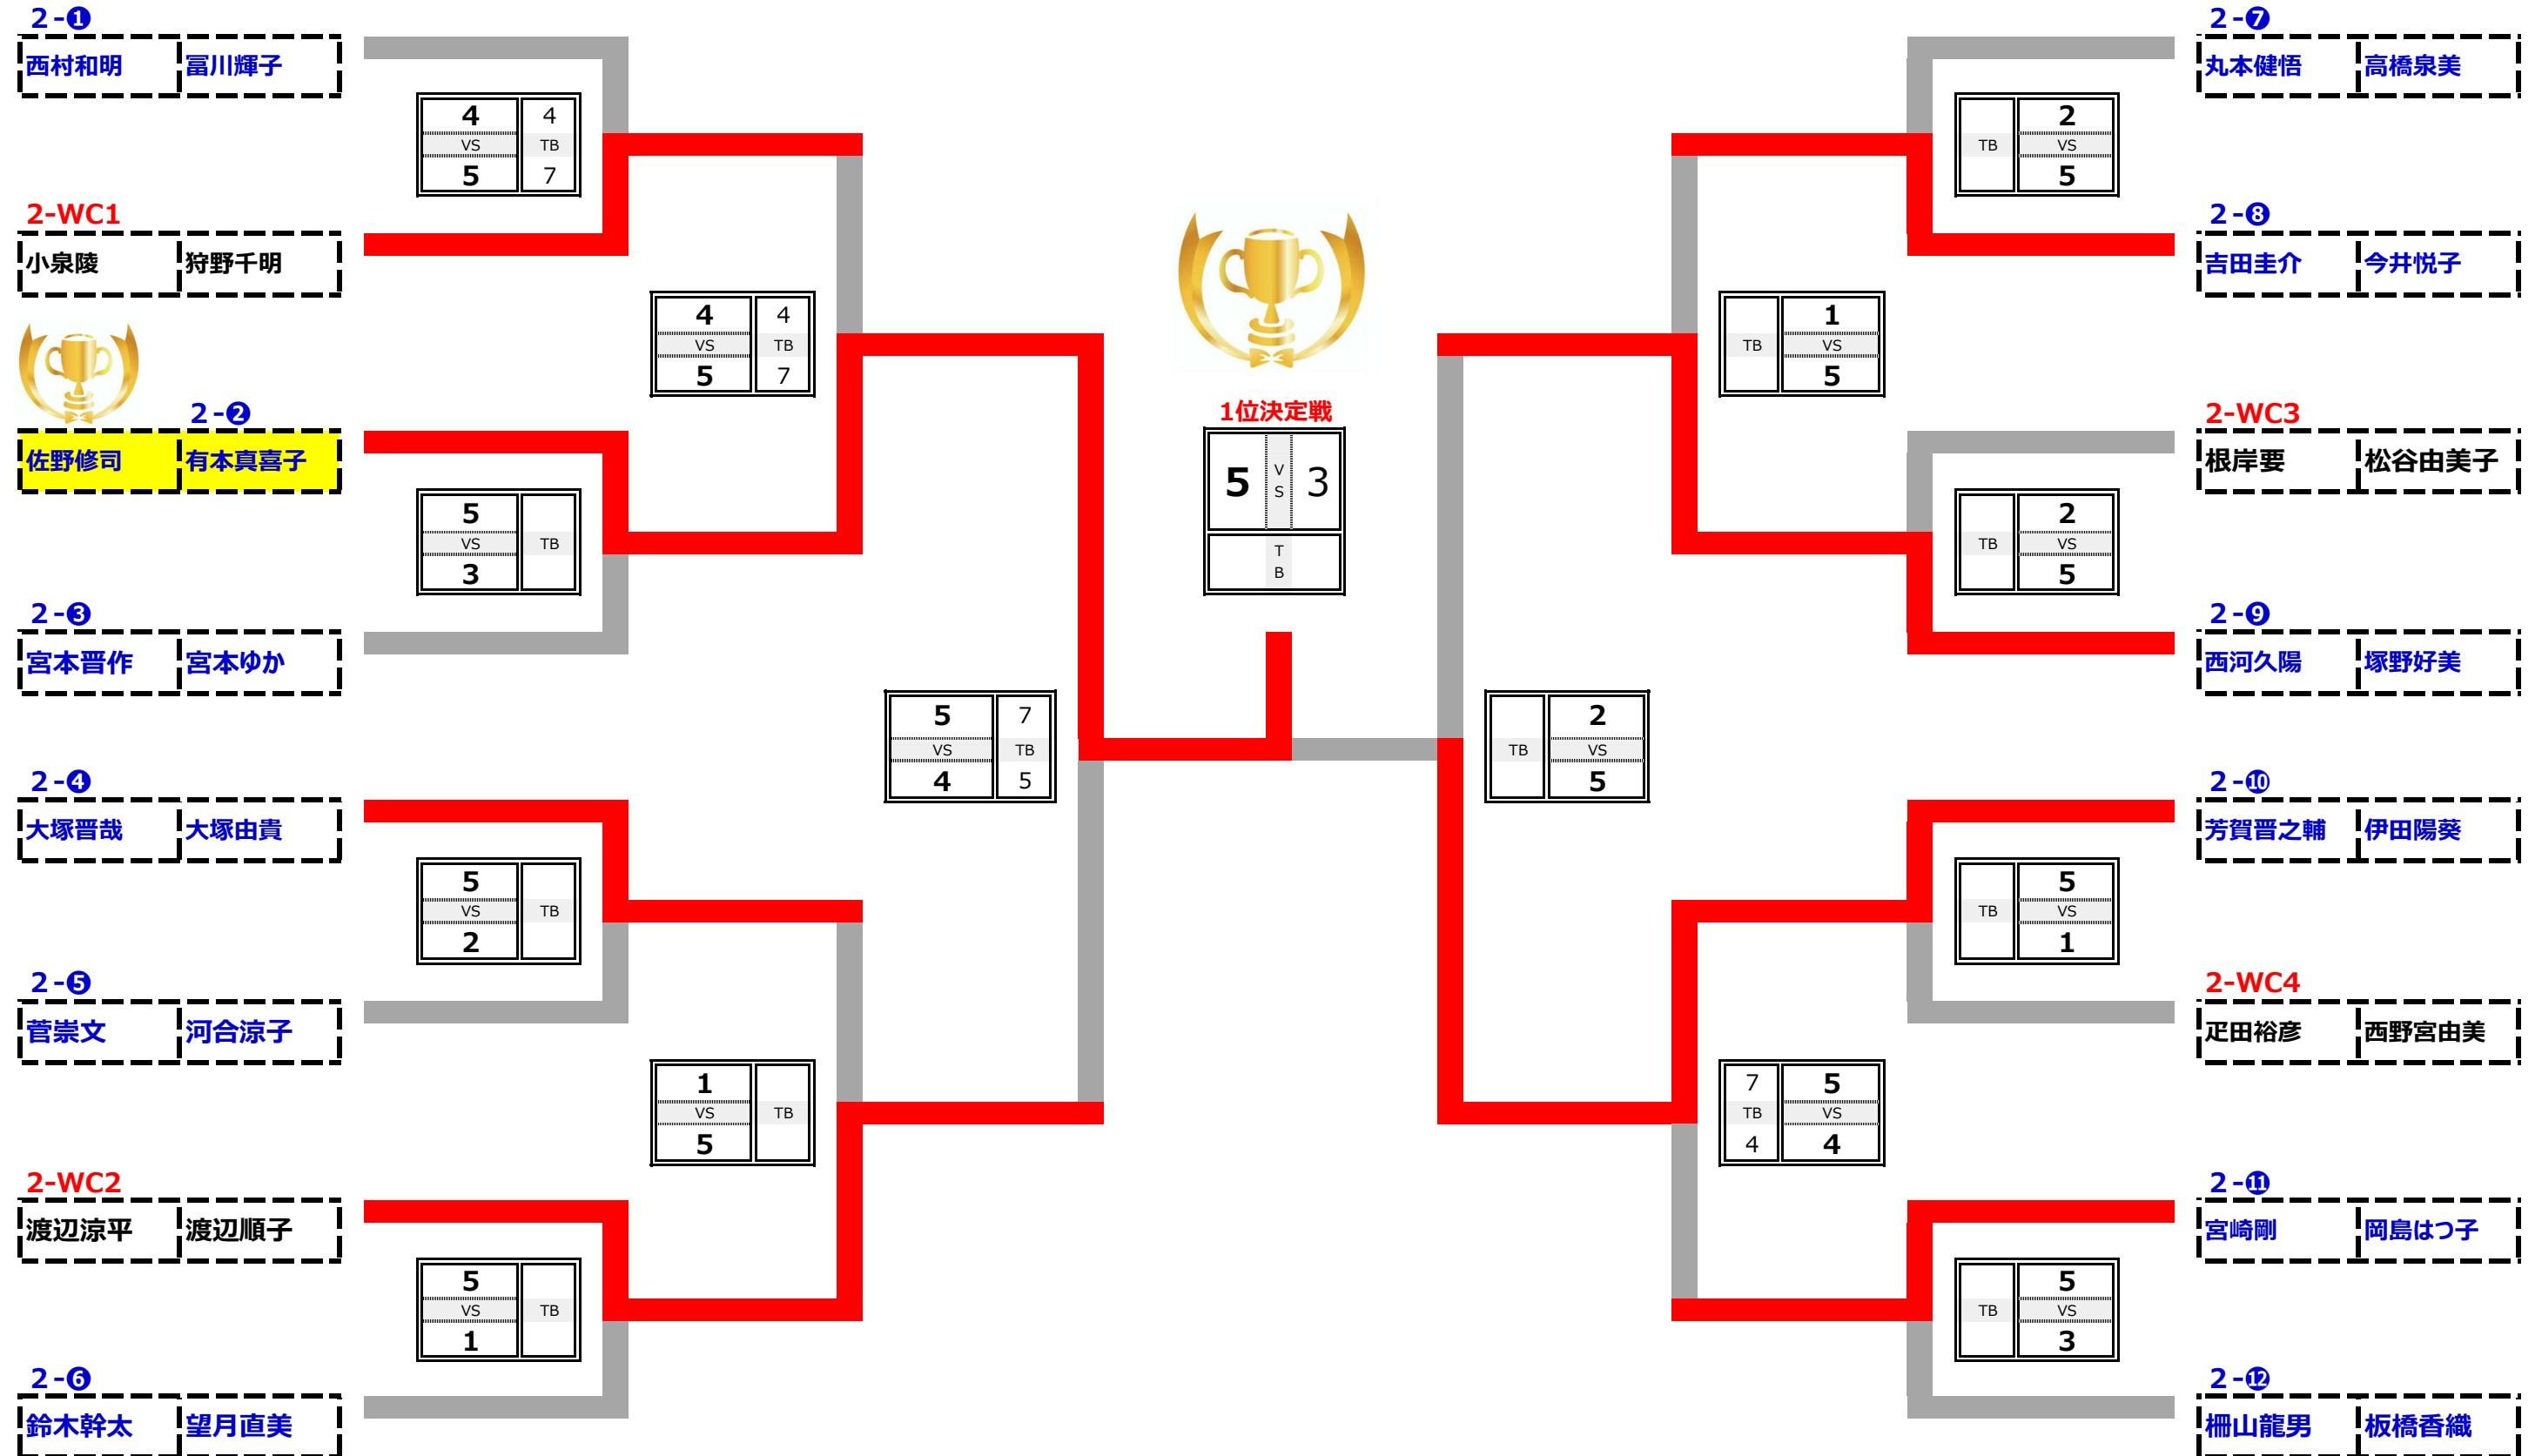 2-❶
西村和明 冨川輝子
4 4
VS TB
5 7
2-WC1
小泉陵 狩野千明
4 4
VS TB
5 7
2-❷
佐野修司 有本真喜子
5
VS TB
3
2-❸
宮本晋作 宮本ゆか
5 7
VS TB
4 5
2-❹
大塚晋哉 大塚由貴
5
VS TB
2
2-❺
菅崇文 河合涼子
1
VS TB
5
2-WC2
渡辺涼平 渡辺順子
5
VS TB
1
2-❻
鈴木幹太 望月直美
1位決定戦
5 VS 3
TB
2-❼
丸本健悟 高橋泉美
2
TB VS
5
2-❽
吉田圭介 今井悦子
1
TB VS
5
2-WC3
根岸要 松谷由美子
2
TB VS
5
2-❾
西河久陽 塚野好美
2
TB VS
5
2-❿
芳賀晋之輔 伊田陽葵
5
TB VS
1
2-WC4
疋田裕彦 西野宮由美
7 5
TB VS
4 4
2-⓫
宮崎剛 岡島はつ子
5
TB VS
3
2-⓬
柵山龍男 板橋香織